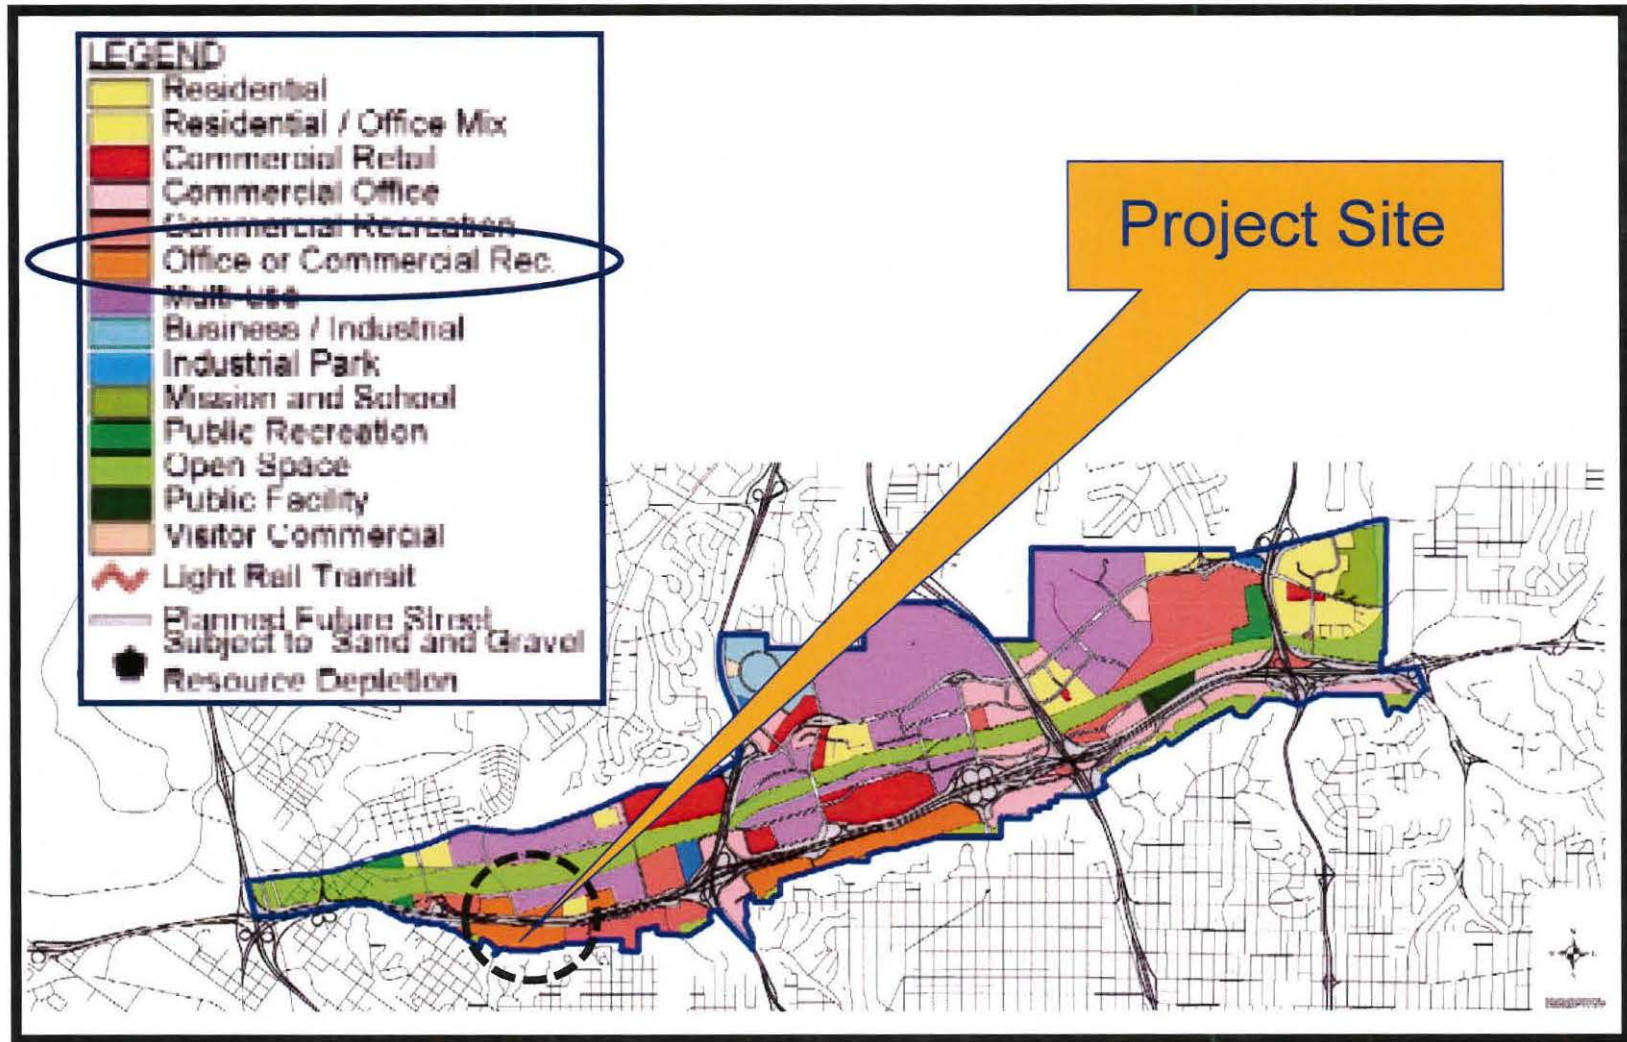 LEGEND
Residential
Residential / Office Mix
Commercial Retail
Commercial Office
Commercial Recreation
Office or Commercial Rec.
Multi-use
Business / Industrial
Industrial Park
Mission and School
Public Recreation
Open Space
Public Facility
Visitor Commercial
Light Rail Transit
Planned Future Street
Subject to Sand and Gravel
Resource Depletion
Project Site